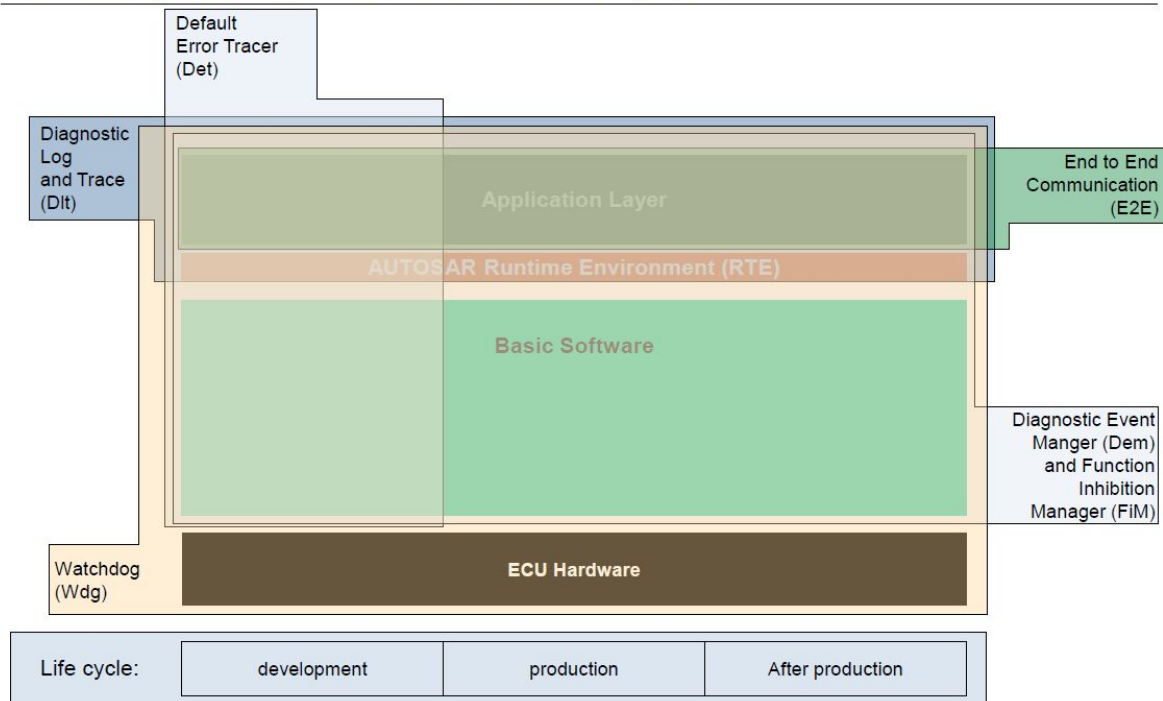 Default
Error Tracer
(Det)
Diagnostic
Log
and Trace
(Dlt)
End to End
Communication
(E2E)
Application Layer
AUTOSAR Runtime Environment (RTE)
Basic Software
Diagnostic Event
Manger (Dem)
and Function
Inhibition
Manager (FiM)
Watchdog
(Wdg)
ECU Hardware
Life cycle:
development
production
After production